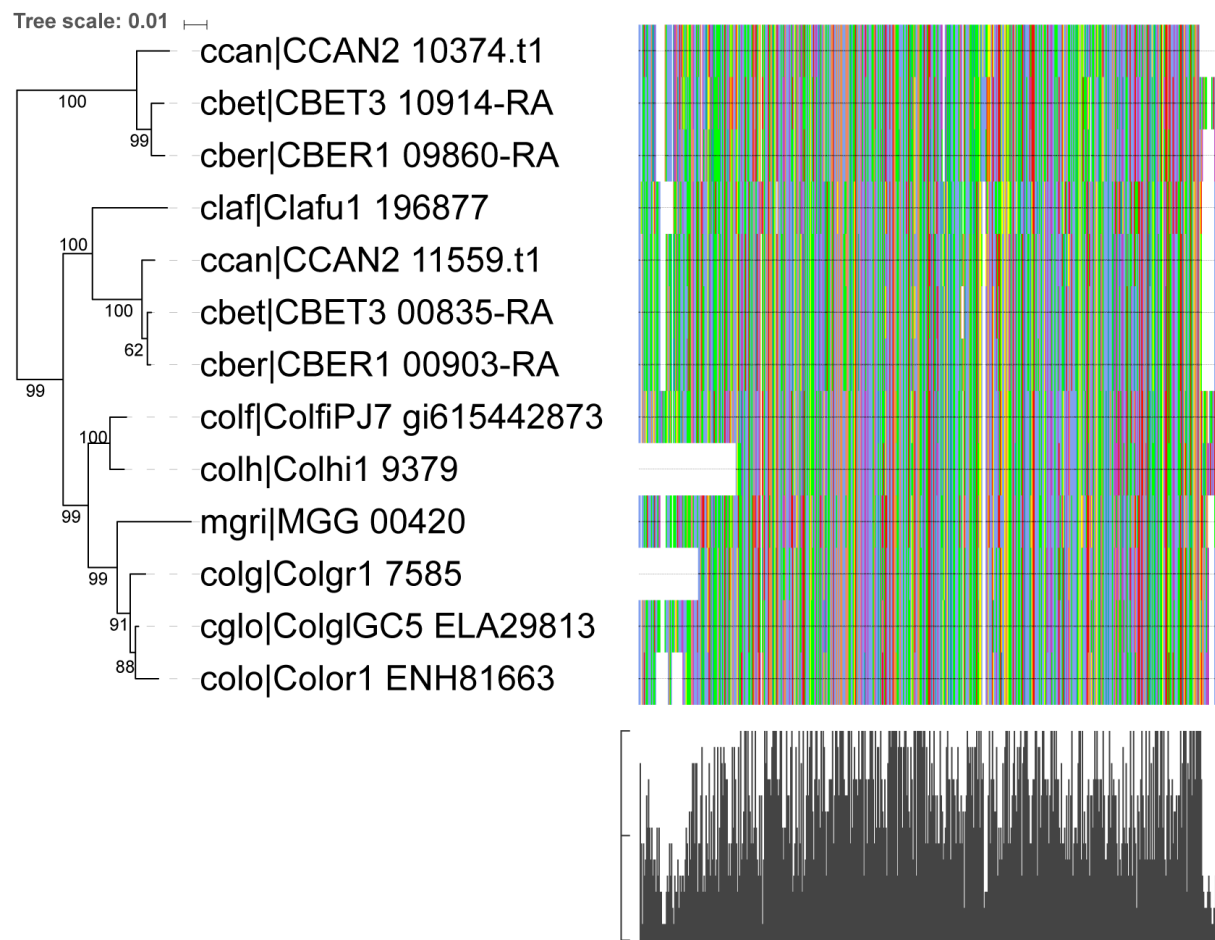 Tree scale: 0.01
ccan|CCAN2 10374.t1
100
cbet|CBET3 10914-RA
99
cber|CBER1 09860-RA
claf|Clafu1 196877
100
ccan|CCAN2 11559.t1
100
cbet|CBET3 00835-RA
62
cber|CBER1 00903-RA
99
colf|ColfiPJ7 gi615442873
100
colh|Colhi1 9379
99
mgri|MGG 00420
99
colg|Colgr1 7585
91
cglo|ColglGC5 ELA29813
88
colo|Color1 ENH81663